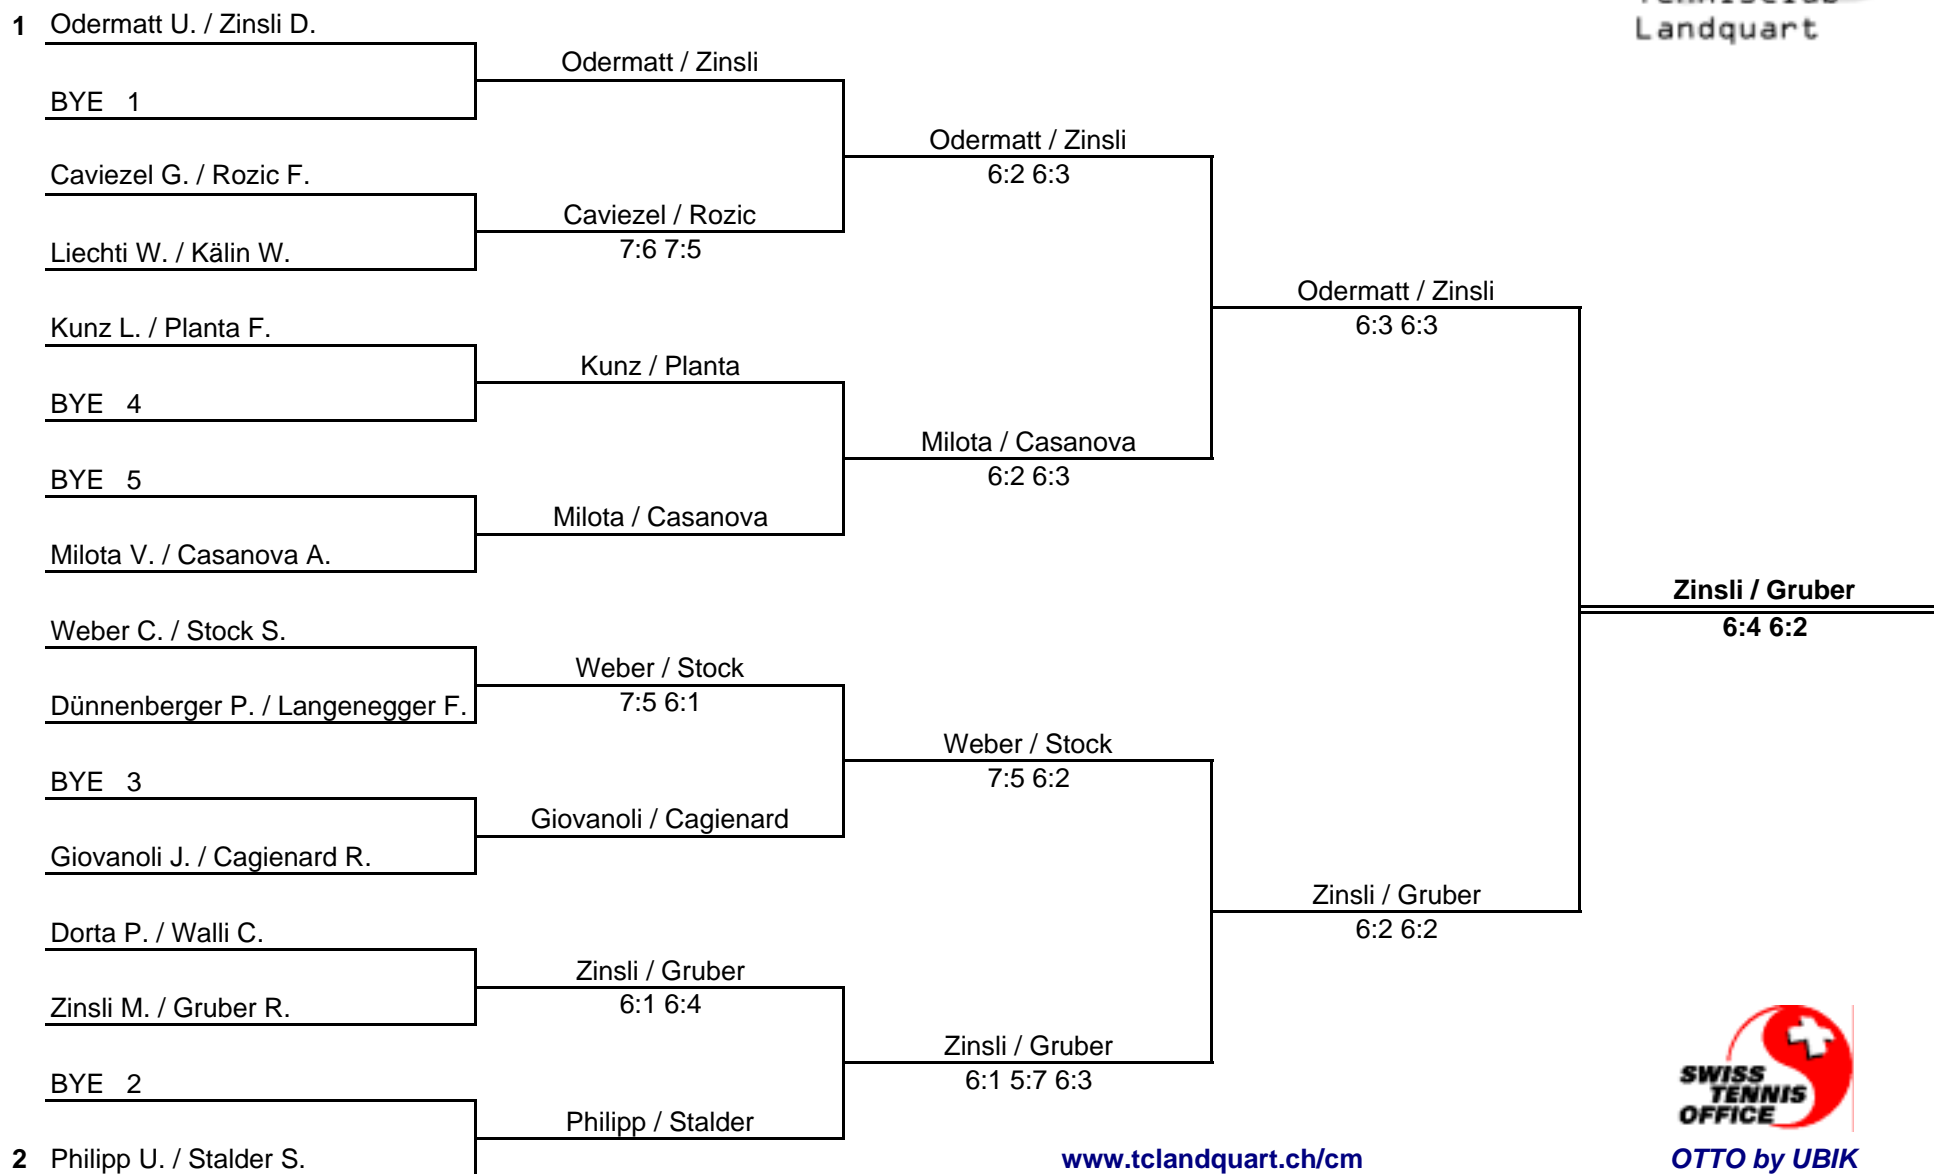 Landquart
1 Odermatt U. / Zinsli D.
BYE 1
Caviezel G. / Rozic F.
Liechti W. / Kälin W.
Kunz L. / Planta F.
BYE 4
BYE 5
Milota V. / Casanova A.
Weber C. / Stock S.
Dünnenberger P. / Langenegger F.
BYE 3
Giovanoli J. / Cagienard R.
Dorta P. / Walli C.
Zinsli M. / Gruber R.
BYE 2
2 Philipp U. / Stalder S.
Odermatt / Zinsli
Caviezel / Rozic
7:6 7:5
Kunz / Planta
Milota / Casanova
Weber / Stock
7:5 6:1
Giovanoli / Cagienard
Zinsli / Gruber
6:1 6:4
Philipp / Stalder
Odermatt / Zinsli
6:2 6:3
Milota / Casanova
6:2 6:3
Weber / Stock
7:5 6:2
Zinsli / Gruber
6:1 5:7 6:3
Odermatt / Zinsli
6:3 6:3
Zinsli / Gruber
6:2 6:2
Zinsli / Gruber
6:4 6:2
SWISS
TENNIS
OFFICE
www.tclandquart.ch/cm
OTTO by UBIK